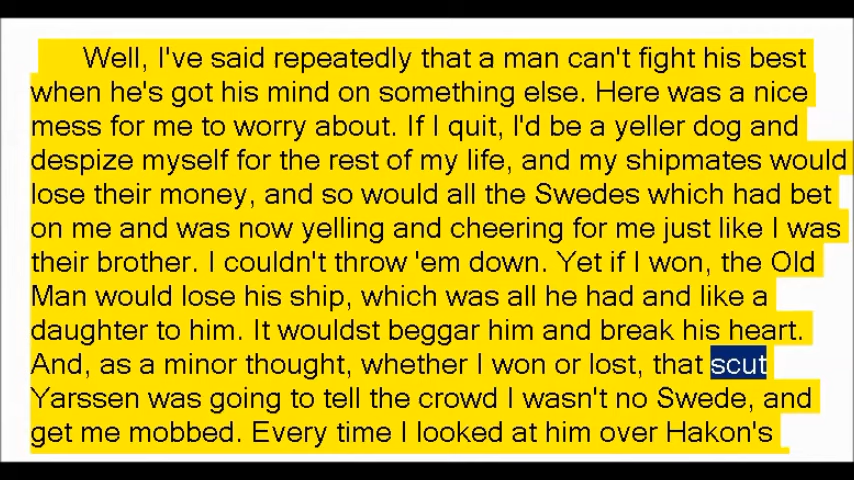 Well, I've said repeatedly that a man can't fight his best
when he's got his mind on something else. Here was a nice
mess for me to worry about. If I quit, I'd be a yeller dog and
despize myself for the rest of my life, and my shipmates would
lose their money, and so would all the Swedes which had bet
on me and was now yelling and cheering for me just like I was
their brother. I couldn't throw 'em down. Yet if I won, the Old
Man would lose his ship, which was all he had and like a
daughter to him. It wouldst beggar him and break his heart.
And, as a minor thought, whether I won or lost, that scut
Yarssen was going to tell the crowd I wasn't no Swede, and
get me mobbed. Every time I looked at him over Hakon's